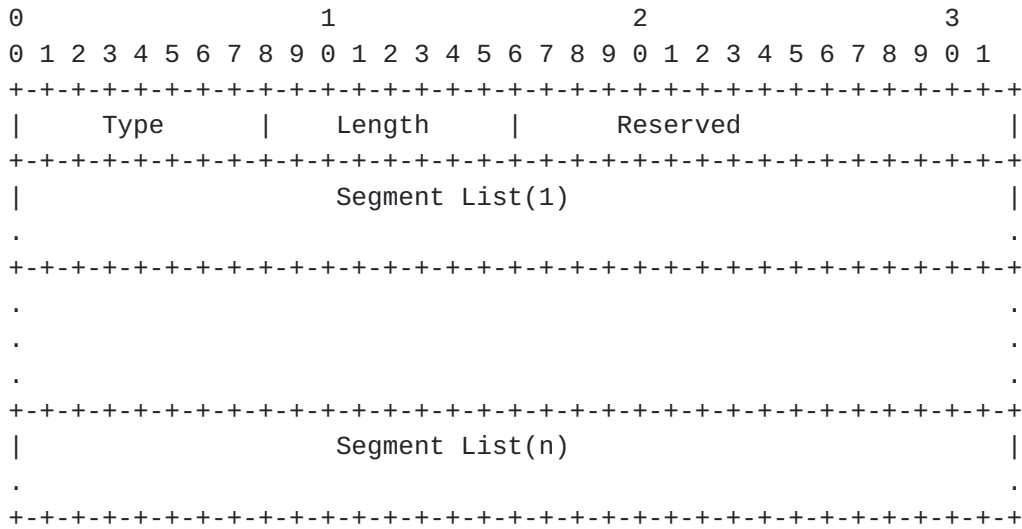 0                   1                   2                   3
0 1 2 3 4 5 6 7 8 9 0 1 2 3 4 5 6 7 8 9 0 1 2 3 4 5 6 7 8 9 0 1
+-+-+-+-+-+-+-+-+-+-+-+-+-+-+-+-+-+-+-+-+-+-+-+-+-+-+-+-+-+-+-+-+
|     Type      |    Length     |      Reserved                 |
+-+-+-+-+-+-+-+-+-+-+-+-+-+-+-+-+-+-+-+-+-+-+-+-+-+-+-+-+-+-+-+-+
|                    Segment List(1)                            |
.                                                               .
+-+-+-+-+-+-+-+-+-+-+-+-+-+-+-+-+-+-+-+-+-+-+-+-+-+-+-+-+-+-+-+-+
.                                                               .
.                                                               .
.                                                               .
+-+-+-+-+-+-+-+-+-+-+-+-+-+-+-+-+-+-+-+-+-+-+-+-+-+-+-+-+-+-+-+-+
|                    Segment List(n)                            |
.                                                               .
+-+-+-+-+-+-+-+-+-+-+-+-+-+-+-+-+-+-+-+-+-+-+-+-+-+-+-+-+-+-+-+-+